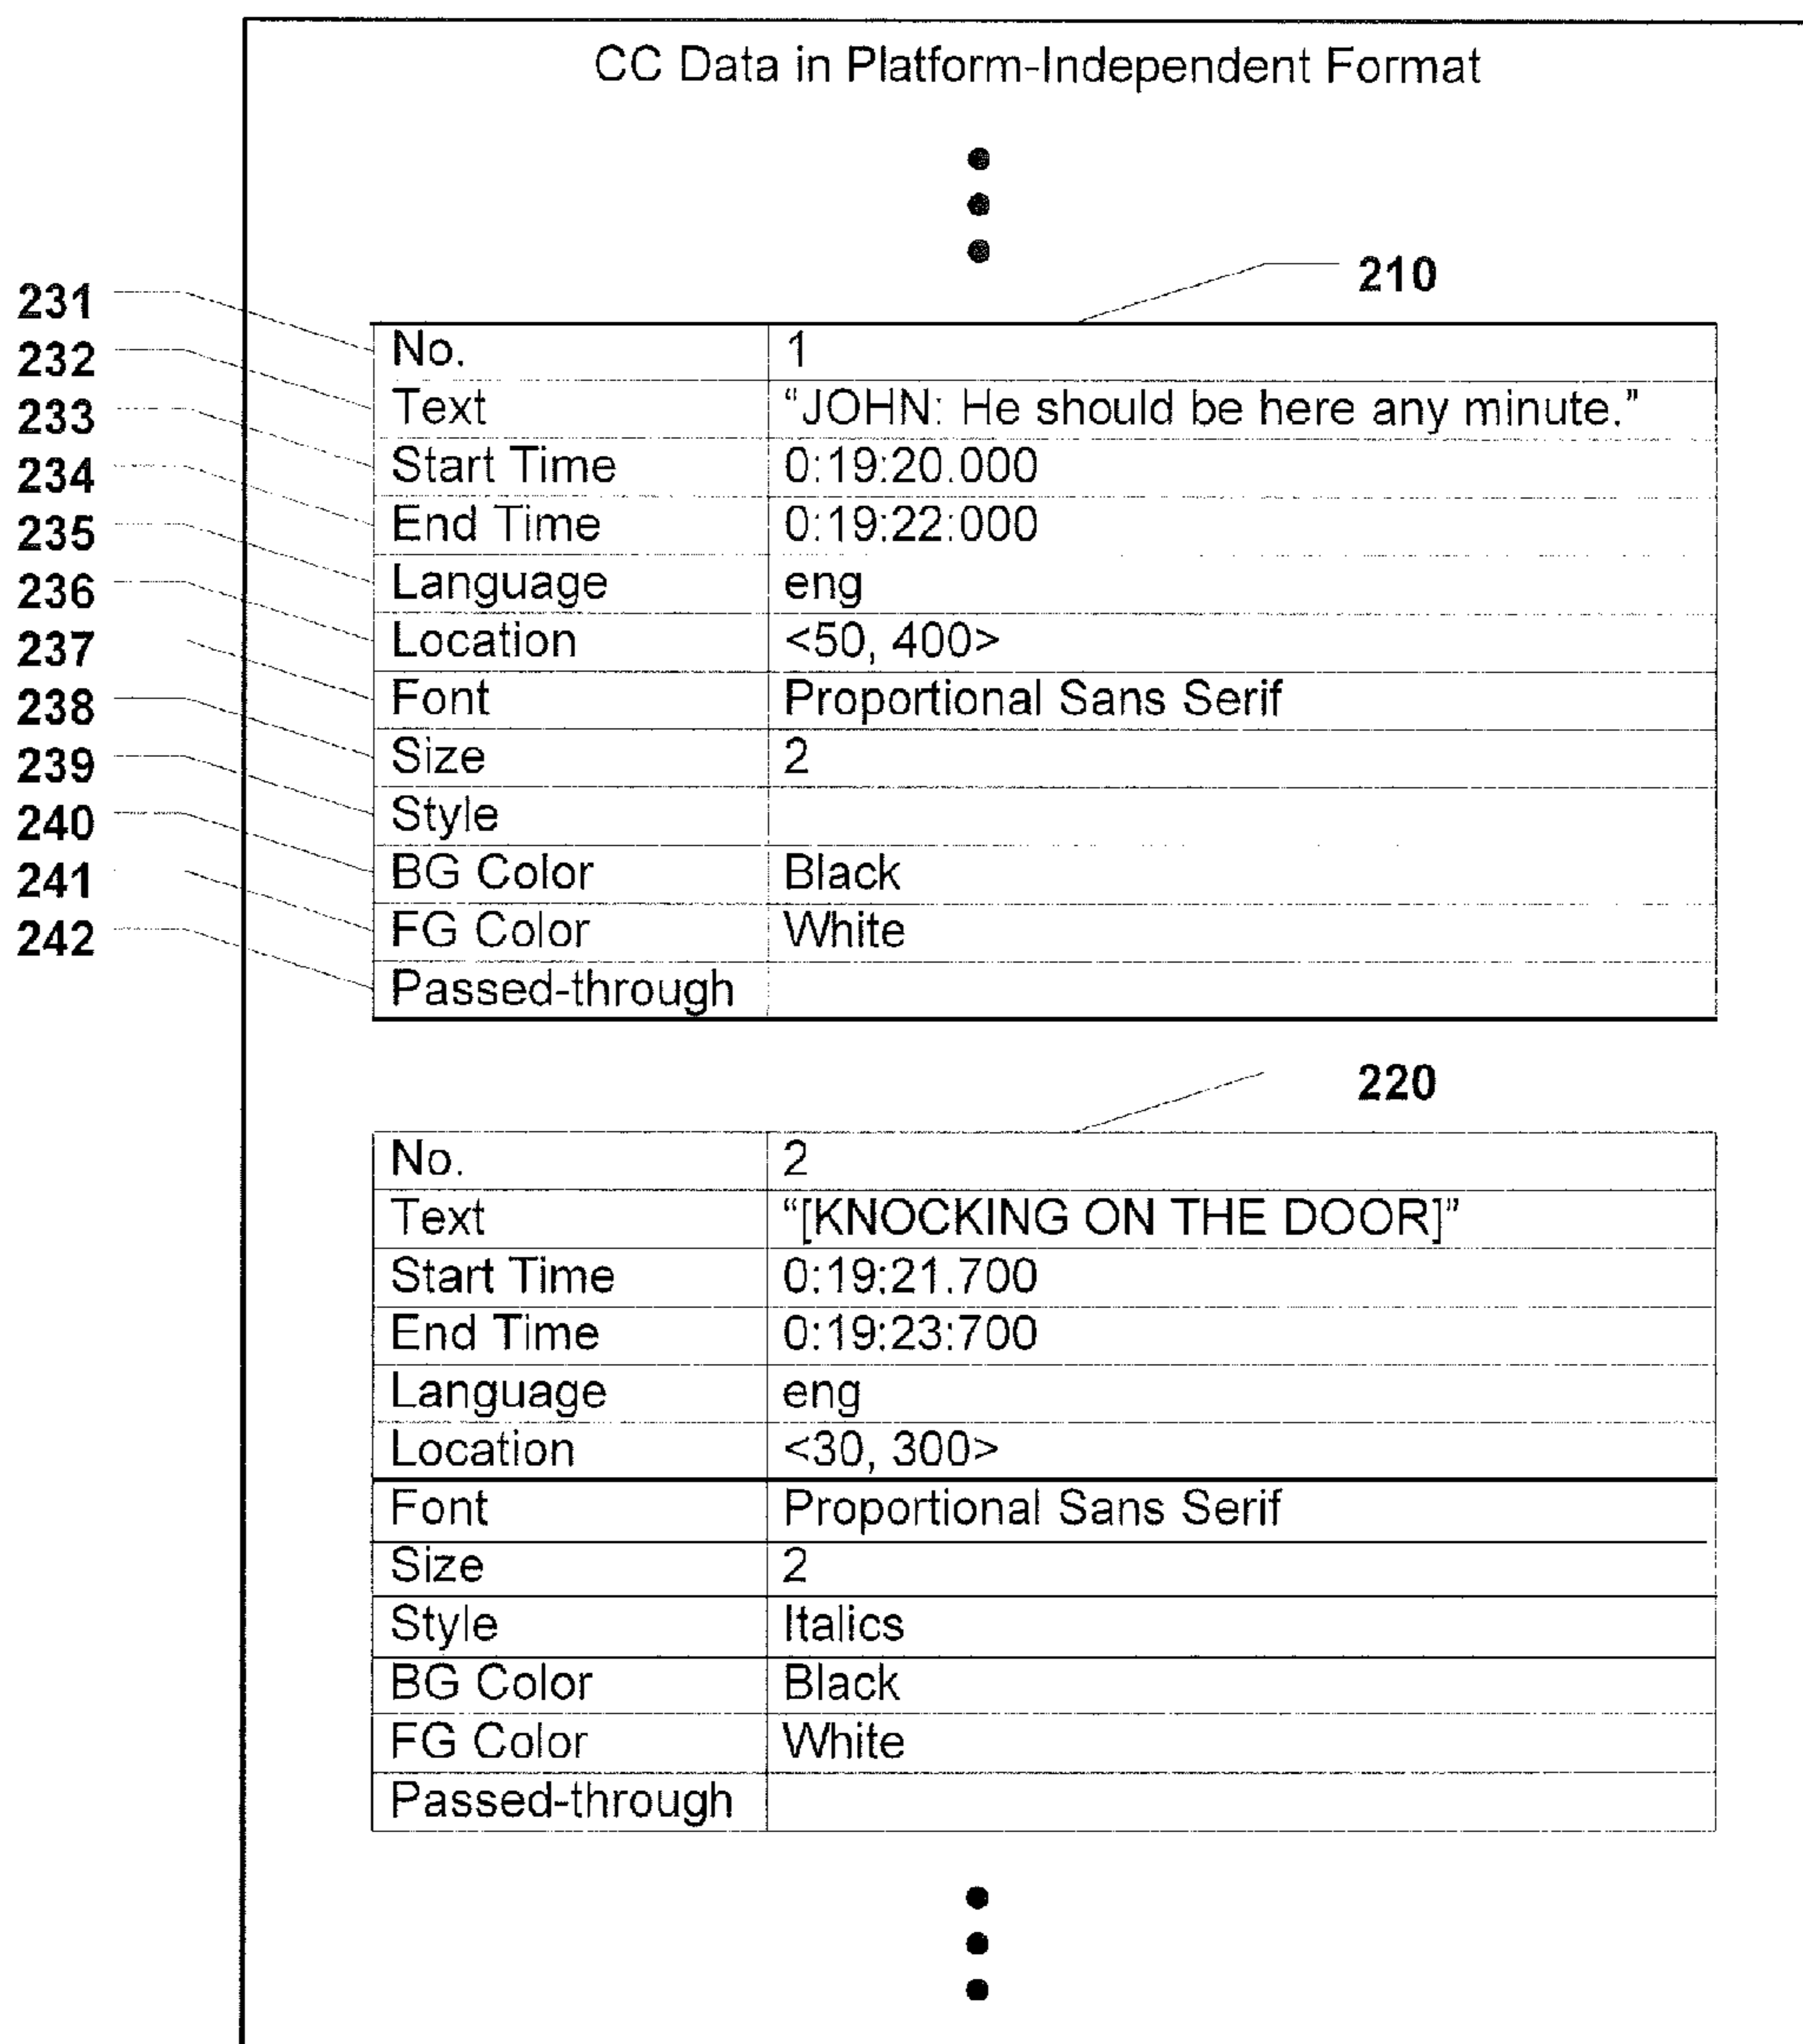 CC Data in Platform-Independent Format
210
231 No. 1
232 Text “JOHN: He should be here any minute.”
233 Start Time 0:19:20.000
234 End Time 0:19:22:000
235 Language eng
236 Location <50, 400>
237 Font Proportional Sans Serif
238 Size 2
239 Style
240 BG Color Black
241 FG Color White
242 Passed-through
220
No. 2
Text “[KNOCKING ON THE DOOR]”
Start Time 0:19:21.700
End Time 0:19:23:700
Language eng
Location <30, 300>
Font Proportional Sans Serif
Size 2
Style Italics
BG Color Black
FG Color White
Passed-through